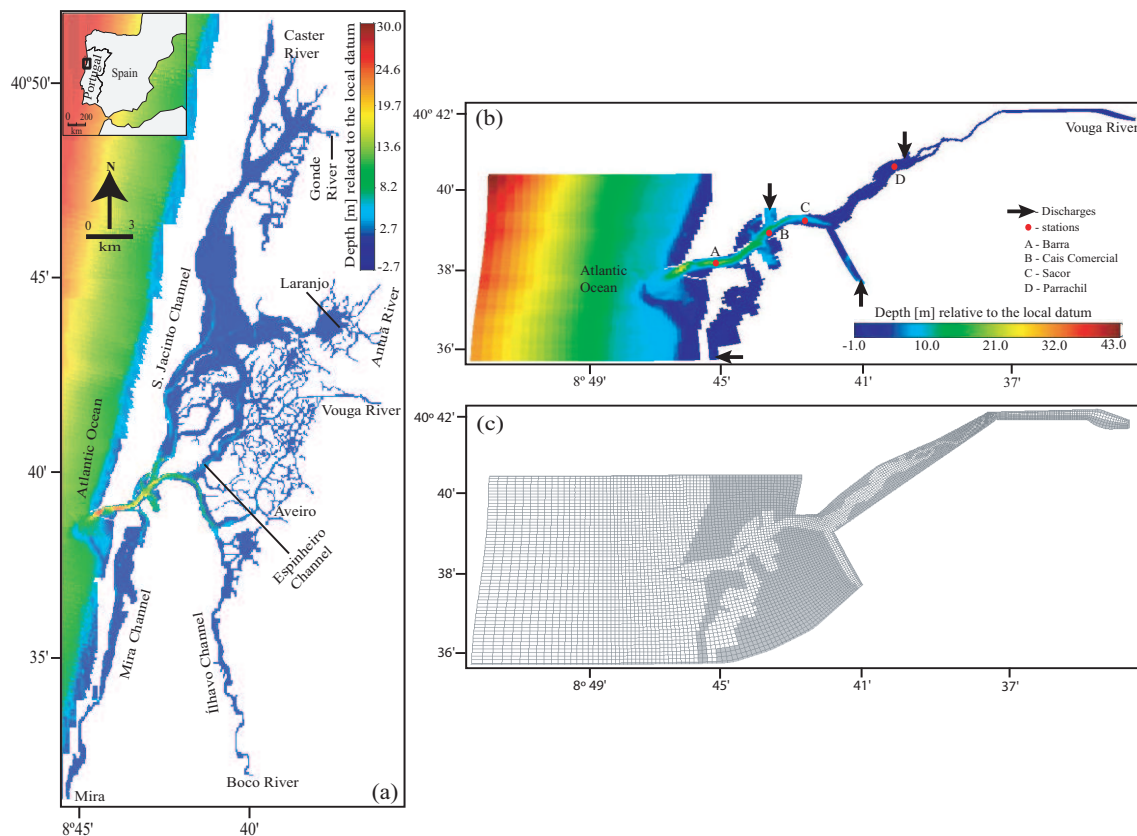 Portugal
Spain
0 200
km
N
0 3
km
40º50'
45'
40'
35'
8º45'
40'
Caster
River
Gonde
River
Depth [m] related to the local datum
30.0
24.6
19.7
13.7
8.2
2.7
-2.7
S. Jacinto Channel
Laranjo
Antuã River
Vouga River
Atlantic Ocean
Aveiro
Espinheiro
Channel
Mira Channel
Ílhavo Channel
Boco River
Mira
(a)
(b)
40º 42'
40'
38'
36'
8º 49'
45'
41'
37'
Vouga River
Atlantic
Ocean
A
B
C
D
- Discharges
- stations
A - Barra
B - Cais Comercial
C - Sacor
D - Parrachil
Depth [m] relative to the local datum
-1.0 10.0 21.0 32.0 43.0
(c)
40º 42'
40'
38'
36'
8º 49'
45'
41'
37'